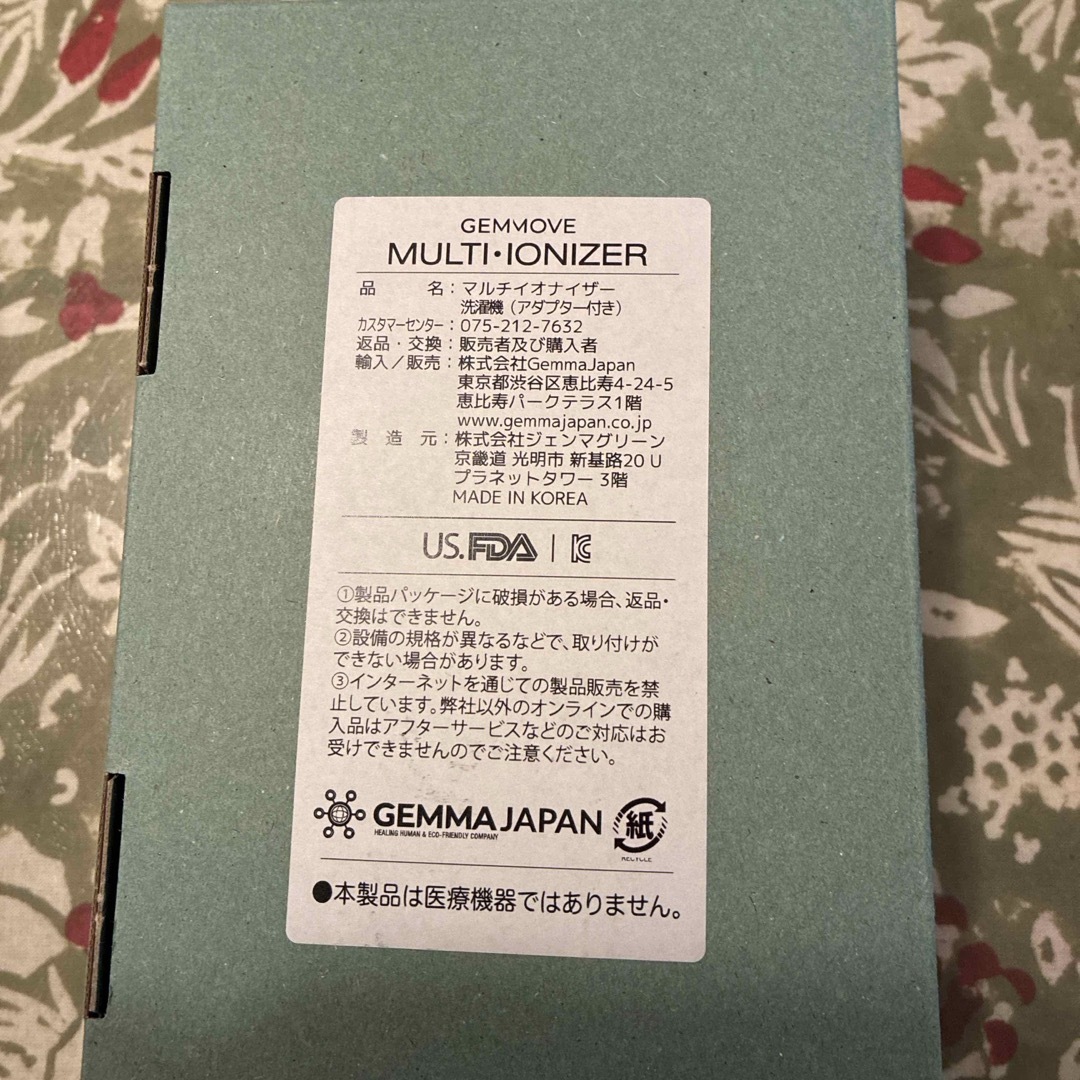 GEMMOVE
MULTI・IONIZER
品 名：マルチイオナイザー
洗濯機（アダプター付き）
カスタマーセンター：075-212-7632
返品・交換：販売者及び購入者
輸入／販売：株式会社GemmaJapan
東京都渋谷区恵比寿4-24-5
恵比寿パークテラス1階
www.gemmajapan.co.jp
製 造 元：株式会社ジェンマグリーン
京畿道 光明市 新基路20 U
プラネットタワー 3階
MADE IN KOREA
US.FDA | KC
①製品パッケージに破損がある場合、返品・
交換はできません。
②設備の規格が異なるなどで、取り付けが
できない場合があります。
③インターネットを通じての製品販売を禁
止しています。弊社以外のオンラインでの購
入品はアフターサービスなどのご対応はお
受けできませんのでご注意ください。
GEMMA JAPAN
HEALING HUMAN & ECO-FRIENDLY COMPANY
紙
RECYCLE
●本製品は医療機器ではありません。